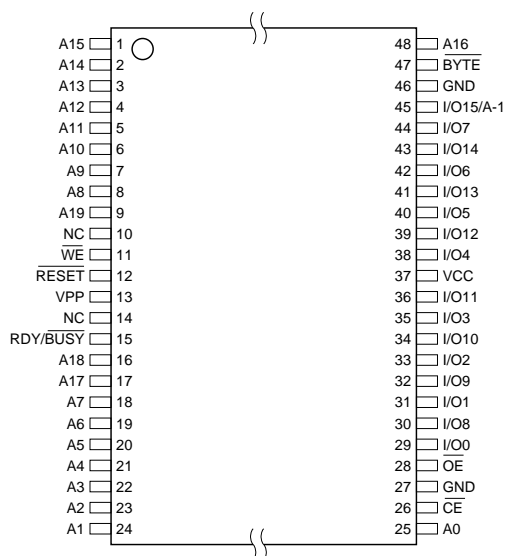 A15 1 48 A16
A14 2 47 BYTE
A13 3 46 GND
A12 4 45 I/O15/A-1
A11 5 44 I/O7
A10 6 43 I/O14
A9 7 42 I/O6
A8 8 41 I/O13
A19 9 40 I/O5
NC 10 39 I/O12
WE 11 38 I/O4
RESET 12 37 VCC
VPP 13 36 I/O11
NC 14 35 I/O3
RDY/BUSY 15 34 I/O10
A18 16 33 I/O2
A17 17 32 I/O9
A7 18 31 I/O1
A6 19 30 I/O8
A5 20 29 I/O0
A4 21 28 OE
A3 22 27 GND
A2 23 26 CE
A1 24 25 A0